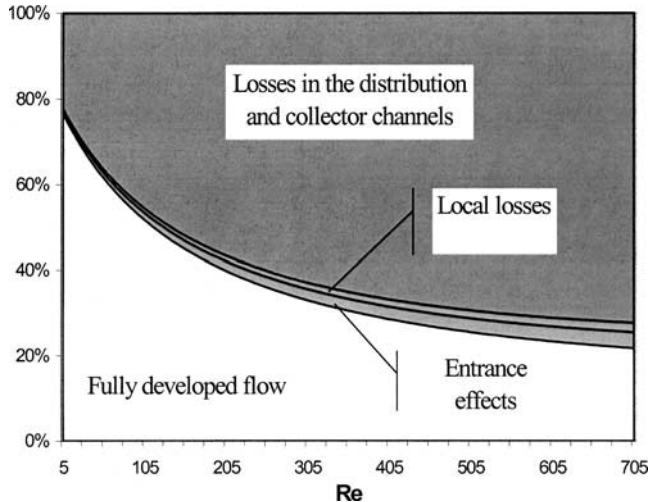 100%
Losses in the distribution
and collector channels
80%
60%
Local losses
40%
20%
Fully developed flow
Entrance
effects
0%
5 105 205 305 405 505 605 705
Re